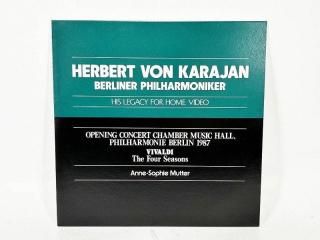 HERBERT VON KARAJAN
BERLINER PHILHARMONIKER
HIS LEGACY FOR HOME VIDEO
OPENING CONCERT CHAMBER MUSIC HALL,
PHILHARMONIE BERLIN 1987
VIVALDI
The Four Seasons
Anne-Sophie Mutter